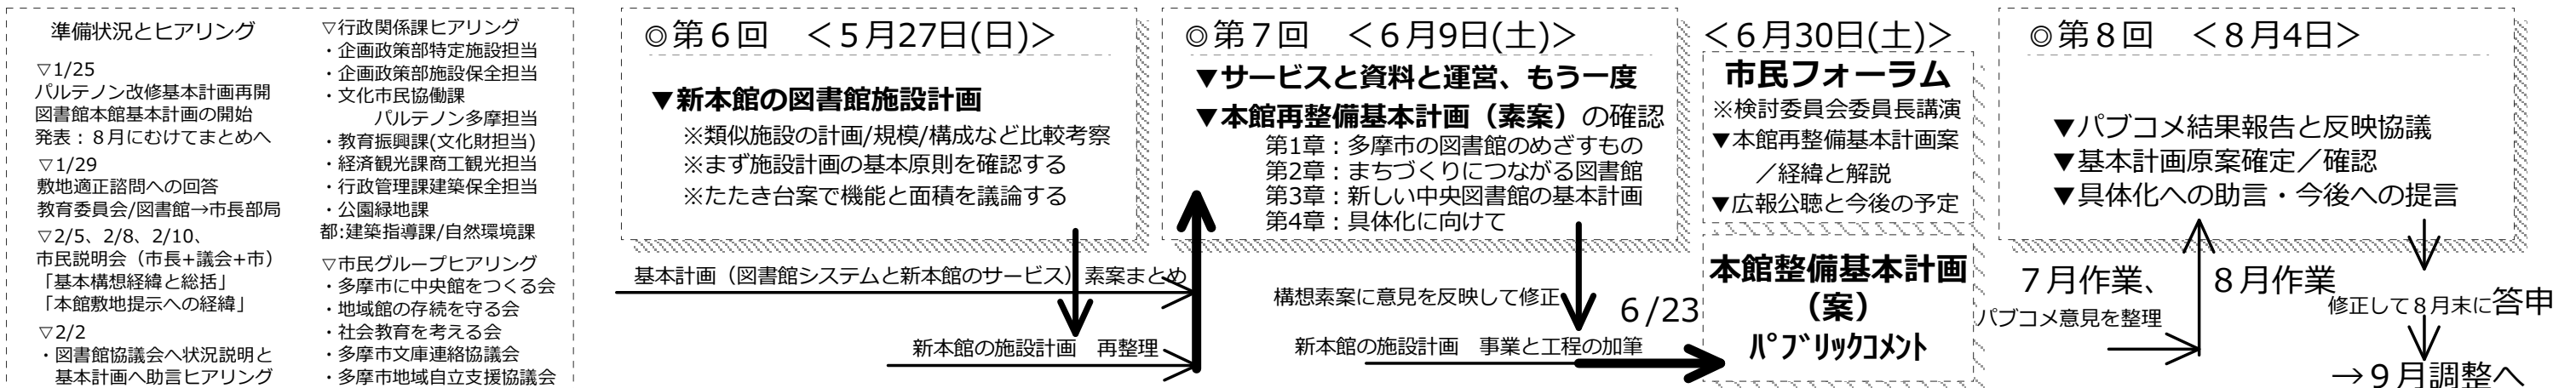 準備状況とヒアリング
▽1/25
パルテノン改修基本計画再開
図書館本館基本計画の開始
発表：８月にむけてまとめへ
▽1/29
敷地適正諮問への回答
教育委員会/図書館→市長部局
▽2/5、2/8、2/10、
市民説明会（市長+議会+市）
「基本構想経緯と総括」
「本館敷地提示への経緯」
▽2/2
・図書館協議会へ状況説明と
基本計画へ助言ヒアリング
▽行政関係課ヒアリング
・企画政策部特定施設担当
・企画政策部施設保全担当
・文化市民協働課
パルテノン多摩担当
・教育振興課(文化財担当)
・経済観光課商工観光担当
・行政管理課建築保全担当
・公園緑地課
都:建築指導課/自然環境課
▽市民グループヒアリング
・多摩市に中央館をつくる会
・地域館の存続を守る会
・社会教育を考える会
・多摩市文庫連絡協議会
・多摩市地域自立支援協議会
◎第６回　＜５月27日(日)＞
▼新本館の図書館施設計画
※類似施設の計画/規模/構成など比較考察
※まず施設計画の基本原則を確認する
※たたき台案で機能と面積を議論する
基本計画（図書館システムと新本館のサービス）素案まとめ
新本館の施設計画　再整理
◎第７回　＜６月9日(土)＞
▼サービスと資料と運営、もう一度
▼本館再整備基本計画（素案）の確認
第1章：多摩市の図書館のめざすもの
第2章：まちづくりにつながる図書館
第3章：新しい中央図書館の基本計画
第4章：具体化に向けて
構想素案に意見を反映して修正
新本館の施設計画　事業と工程の加筆
６/23
＜６月30日(土)＞
市民フォーラム
※検討委員会委員長講演
▼本館再整備基本計画案
／経緯と解説
▼広報公聴と今後の予定
本館整備基本計画
（案）
ﾊﾟﾌﾞﾘｯｸｺﾒﾝﾄ
◎第８回　＜８月4日＞
▼パブコメ結果報告と反映協議
▼基本計画原案確定／確認
▼具体化への助言・今後への提言
７月作業、
パブコメ意見を整理
８月作業
修正して８月末に答申
→９月調整へ